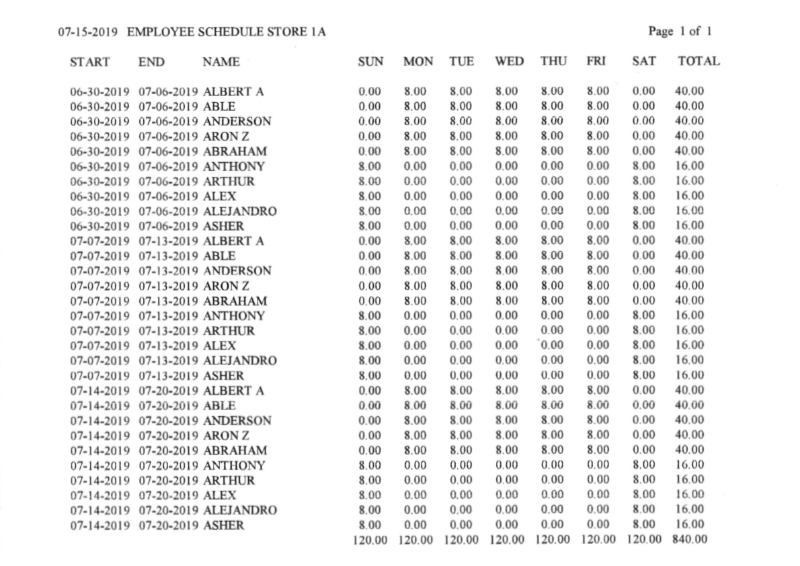 07-15-2019 EMPLOYEE SCHEDULE STORE 1A Page 1 of 1
START END NAME SUN MON TUE WED THU FRI SAT TOTAL
06-30-2019 07-06-2019 ALBERT A 0.00 8.00 8.00 8.00 8.00 8.00 0.00 40.00
06-30-2019 07-06-2019 ABLE 0.00 8.00 8.00 8.00 8.00 8.00 0.00 40.00
06-30-2019 07-06-2019 ANDERSON 0.00 8.00 8.00 8.00 8.00 8.00 0.00 40.00
06-30-2019 07-06-2019 ARON Z 0.00 8.00 8.00 8.00 8.00 8.00 0.00 40.00
06-30-2019 07-06-2019 ABRAHAM 0.00 8.00 8.00 8.00 8.00 8.00 0.00 40.00
06-30-2019 07-06-2019 ANTHONY 8.00 0.00 0.00 0.00 0.00 0.00 8.00 16.00
06-30-2019 07-06-2019 ARTHUR 8.00 0.00 0.00 0.00 0.00 0.00 8.00 16.00
06-30-2019 07-06-2019 ALEX 8.00 0.00 0.00 0.00 0.00 0.00 8.00 16.00
06-30-2019 07-06-2019 ALEJANDRO 8.00 0.00 0.00 0.00 0.00 0.00 8.00 16.00
06-30-2019 07-06-2019 ASHER 8.00 0.00 0.00 0.00 0.00 0.00 8.00 16.00
07-07-2019 07-13-2019 ALBERT A 0.00 8.00 8.00 8.00 8.00 8.00 0.00 40.00
07-07-2019 07-13-2019 ABLE 0.00 8.00 8.00 8.00 8.00 8.00 0.00 40.00
07-07-2019 07-13-2019 ANDERSON 0.00 8.00 8.00 8.00 8.00 8.00 0.00 40.00
07-07-2019 07-13-2019 ARON Z 0.00 8.00 8.00 8.00 8.00 8.00 0.00 40.00
07-07-2019 07-13-2019 ABRAHAM 0.00 8.00 8.00 8.00 8.00 8.00 0.00 40.00
07-07-2019 07-13-2019 ANTHONY 8.00 0.00 0.00 0.00 0.00 0.00 8.00 16.00
07-07-2019 07-13-2019 ARTHUR 8.00 0.00 0.00 0.00 0.00 0.00 8.00 16.00
07-07-2019 07-13-2019 ALEX 8.00 0.00 0.00 0.00 0.00 0.00 8.00 16.00
07-07-2019 07-13-2019 ALEJANDRO 8.00 0.00 0.00 0.00 0.00 0.00 8.00 16.00
07-07-2019 07-13-2019 ASHER 8.00 0.00 0.00 0.00 0.00 0.00 8.00 16.00
07-14-2019 07-20-2019 ALBERT A 0.00 8.00 8.00 8.00 8.00 8.00 0.00 40.00
07-14-2019 07-20-2019 ABLE 0.00 8.00 8.00 8.00 8.00 8.00 0.00 40.00
07-14-2019 07-20-2019 ANDERSON 0.00 8.00 8.00 8.00 8.00 8.00 0.00 40.00
07-14-2019 07-20-2019 ARON Z 0.00 8.00 8.00 8.00 8.00 8.00 0.00 40.00
07-14-2019 07-20-2019 ABRAHAM 0.00 8.00 8.00 8.00 8.00 8.00 0.00 40.00
07-14-2019 07-20-2019 ANTHONY 8.00 0.00 0.00 0.00 0.00 0.00 8.00 16.00
07-14-2019 07-20-2019 ARTHUR 8.00 0.00 0.00 0.00 0.00 0.00 8.00 16.00
07-14-2019 07-20-2019 ALEX 8.00 0.00 0.00 0.00 0.00 0.00 8.00 16.00
07-14-2019 07-20-2019 ALEJANDRO 8.00 0.00 0.00 0.00 0.00 0.00 8.00 16.00
07-14-2019 07-20-2019 ASHER 8.00 0.00 0.00 0.00 0.00 0.00 8.00 16.00
120.00 120.00 120.00 120.00 120.00 120.00 120.00 840.00